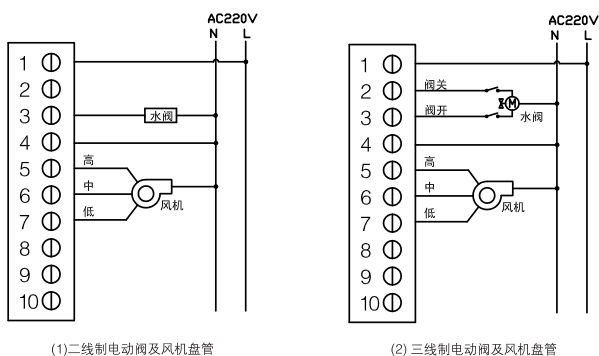 AC220V
N L
1
2
3 水阀
4
5 高
6 中
7 低
风机
8
9
10
(1)二线制电动阀及风机盘管
AC220V
N L
1
2 阀关
M
3 阀开
水阀
4
5 高
6 中
7 低
风机
8
9
10
(2) 三线制电动阀及风机盘管